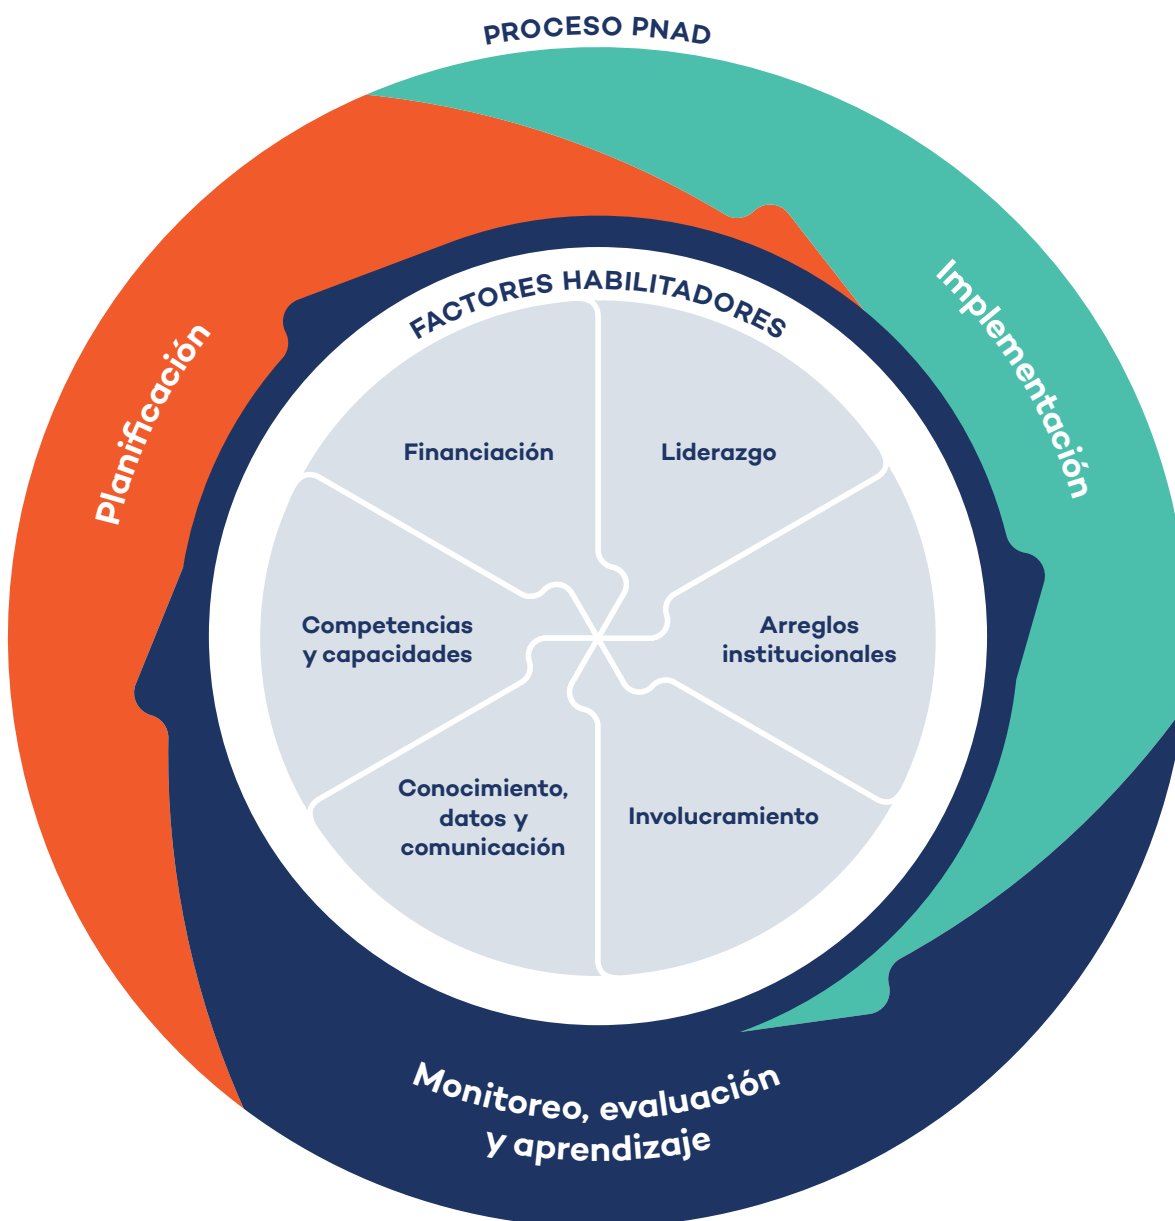 PROCESO PNAD
Planificación
Implementación
FACTORES HABILITADORES
Financiación
Liderazgo
Competencias
y capacidades
Arreglos
institucionales
Conocimiento,
datos y
comunicación
Involucramiento
Monitoreo, evaluación
y aprendizaje